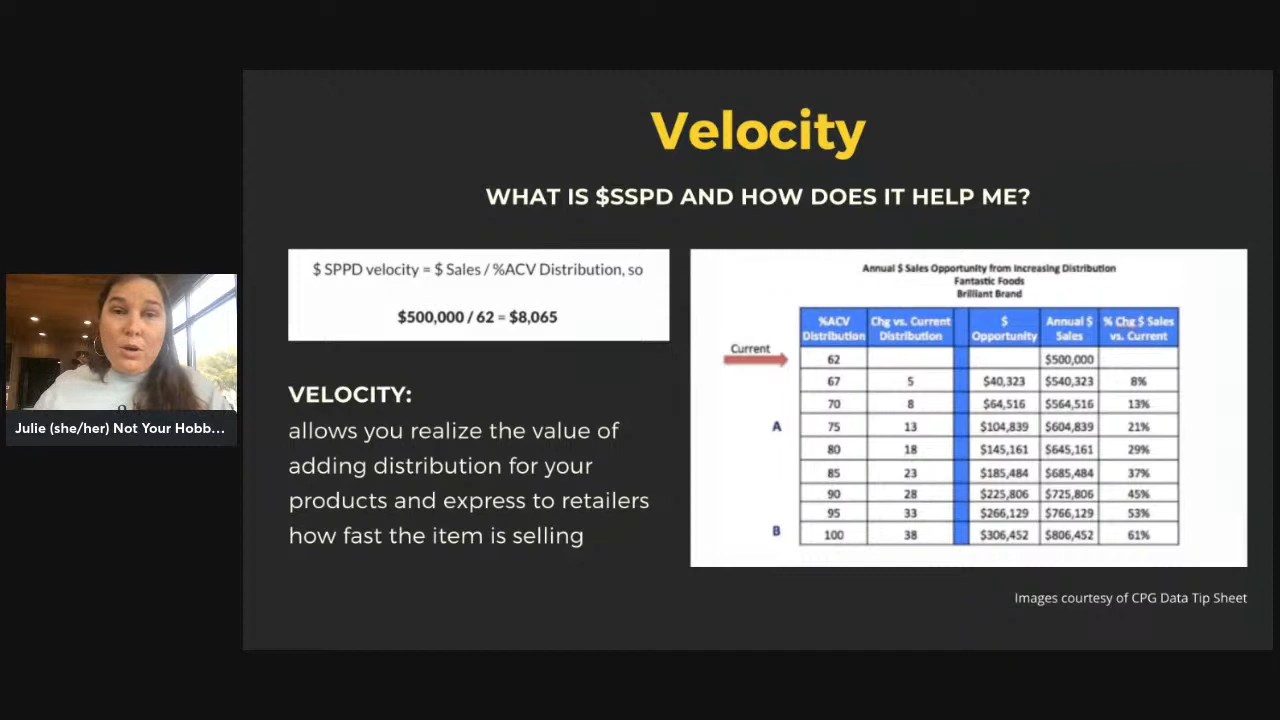 Velocity
WHAT IS $SSPD AND HOW DOES IT HELP ME?
$ SPPD velocity = $ Sales / %ACV Distribution, so
$500,000 / 62 = $8,065
VELOCITY:
allows you realize the value of
adding distribution for your
products and express to retailers
how fast the item is selling
Annual $ Sales Opportunity from Increasing Distribution
Fantastic Foods
Brilliant Brand
%ACV Distribution Chg vs. Current Distribution $ Opportunity Annual $ Sales % Chg $ Sales vs. Current
Current 62 $500,000
67 5 $40,323 $540,323 8%
70 8 $64,516 $564,516 13%
A 75 13 $104,839 $604,839 21%
80 18 $145,161 $645,161 29%
85 23 $185,484 $685,484 37%
90 28 $225,806 $725,806 45%
95 33 $266,129 $766,129 53%
B 100 38 $306,452 $806,452 61%
Images courtesy of CPG Data Tip Sheet
Julie (she/her) Not Your Hobb...